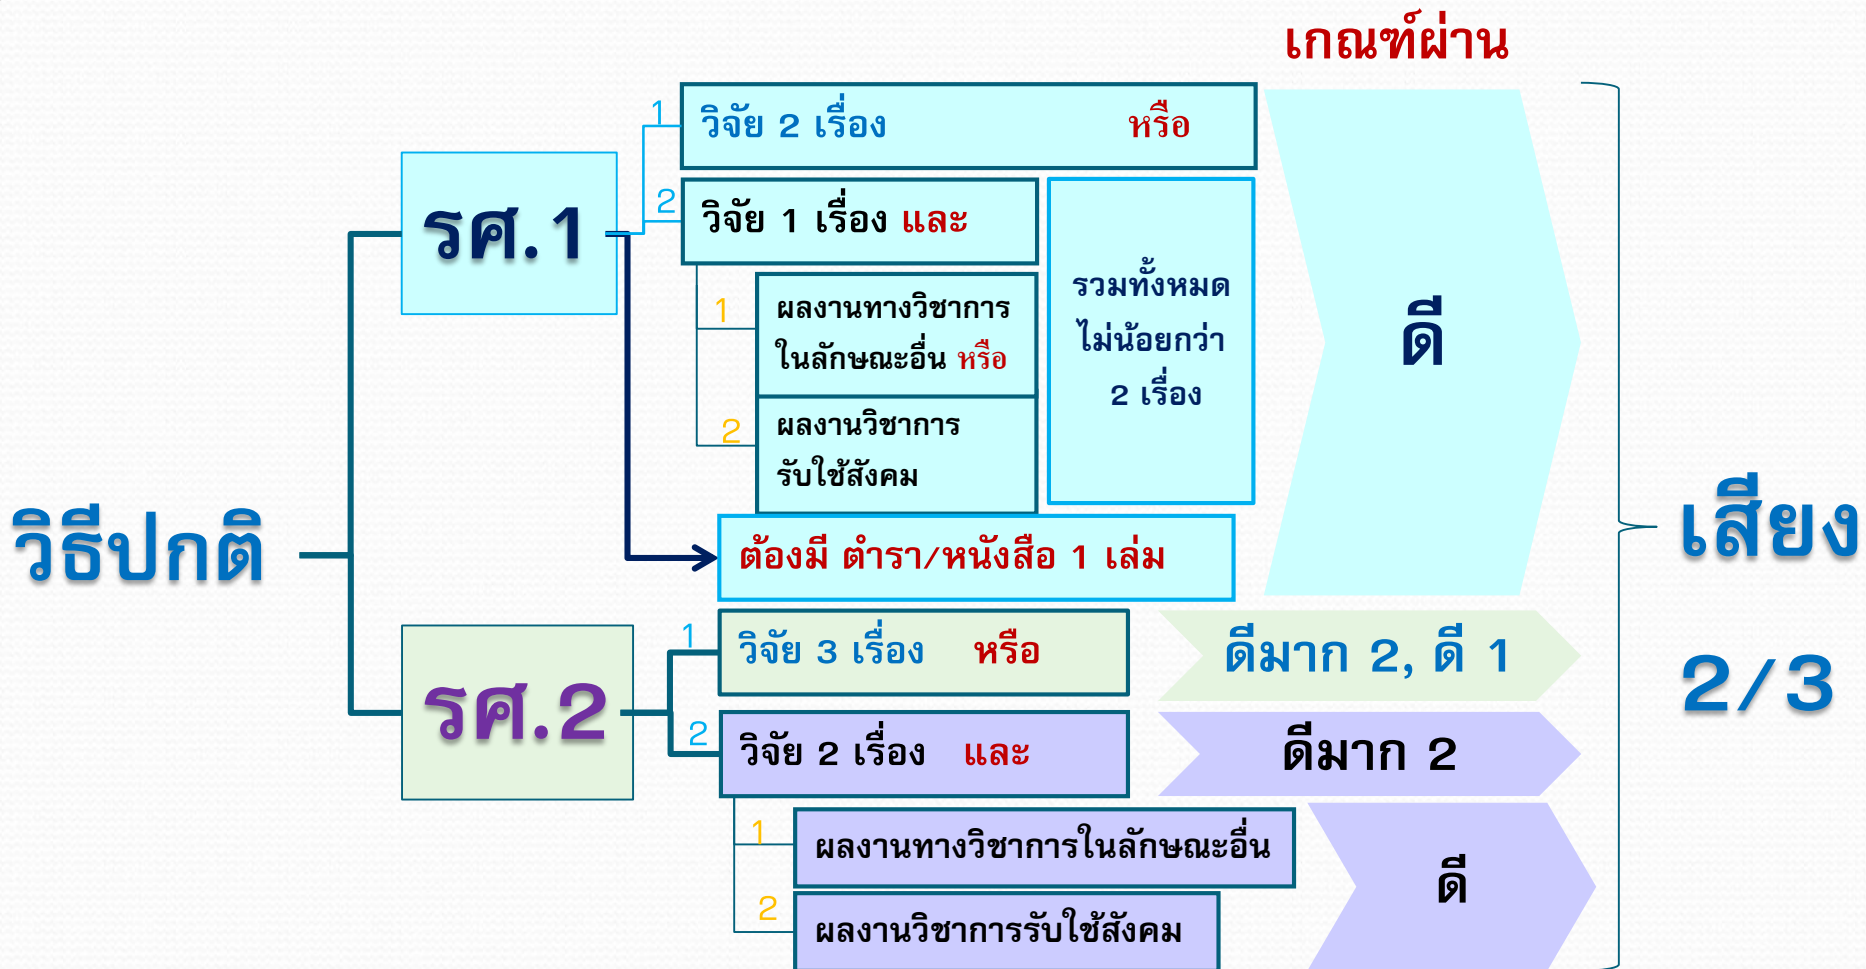 เกณฑ์ผ่าน
วิธีปกติ
รศ.1
1
วิจัย 2 เรื่อง หรือ
2
วิจัย 1 เรื่อง และ
1
ผลงานทางวิชาการ
ในลักษณะอื่น หรือ
2
ผลงานวิชาการ
รับใช้สังคม
รวมทั้งหมด
ไม่น้อยกว่า
2 เรื่อง
ต้องมี ตำรา/หนังสือ 1 เล่ม
ดี
รศ.2
1
วิจัย 3 เรื่อง หรือ
ดีมาก 2, ดี 1
2
วิจัย 2 เรื่อง และ
ดีมาก 2
1
ผลงานทางวิชาการในลักษณะอื่น
2
ผลงานวิชาการรับใช้สังคม
ดี
เสียง
2/3